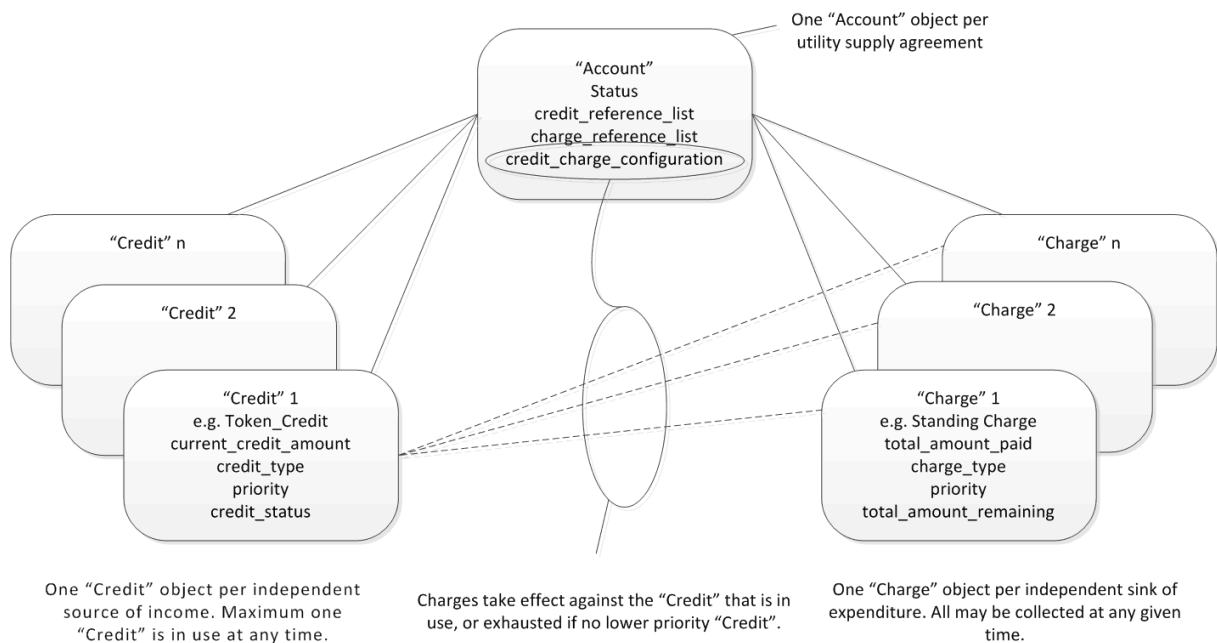 One “Account” object per
utility supply agreement
“Account”
Status
credit_reference_list
charge_reference_list
credit_charge_configuration
“Credit” n
“Credit” 2
“Credit” 1
e.g. Token_Credit
current_credit_amount
credit_type
priority
credit_status
“Charge” n
“Charge” 2
“Charge” 1
e.g. Standing Charge
total_amount_paid
charge_type
priority
total_amount_remaining
One “Credit” object per independent
source of income. Maximum one
“Credit” is in use at any time.
Charges take effect against the “Credit” that is in
use, or exhausted if no lower priority “Credit”.
One “Charge” object per independent sink of
expenditure. All may be collected at any given
time.